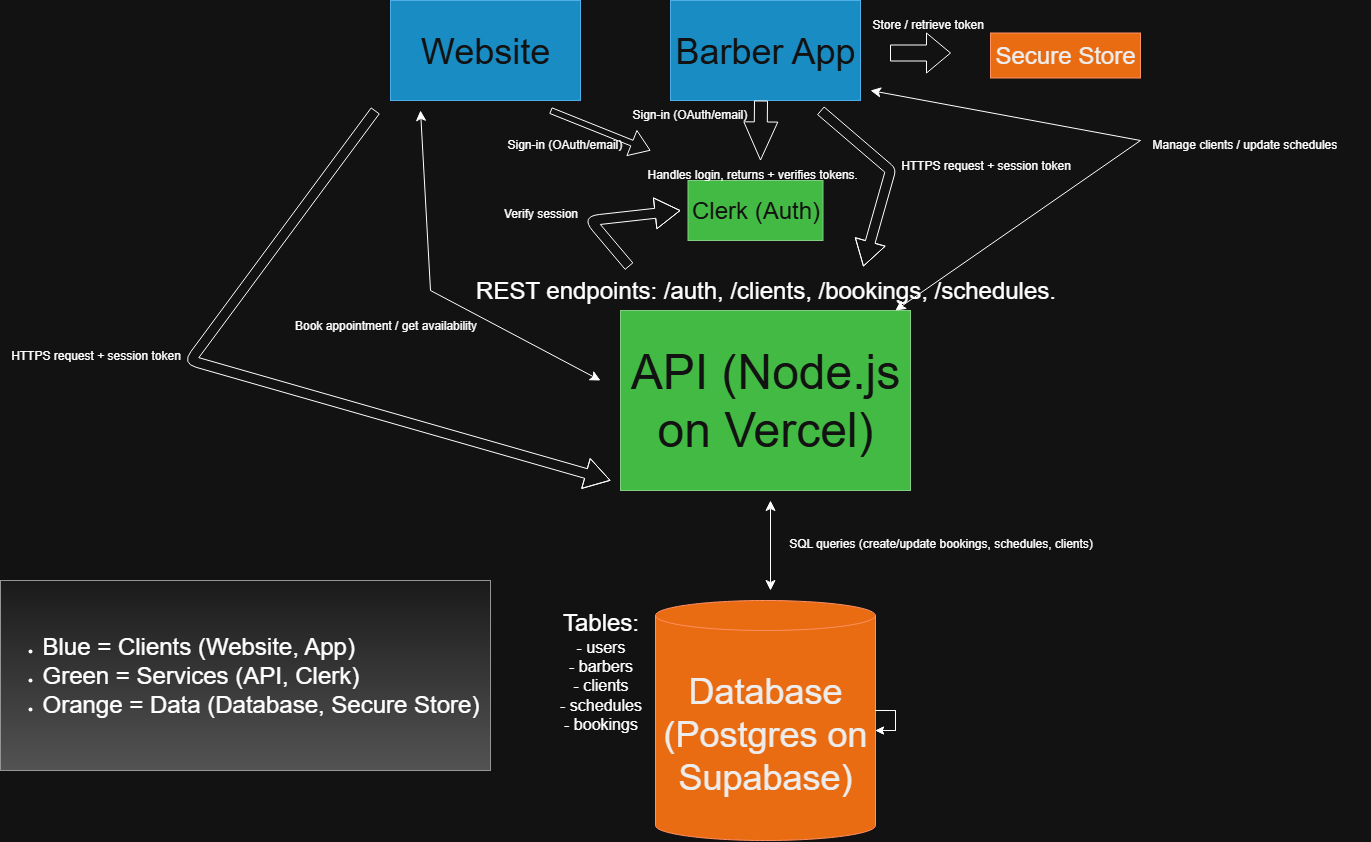 Website
Barber App
Store / retrieve token
Secure Store
Sign-in (OAuth/email)
Sign-in (OAuth/email)
Manage clients / update schedules
HTTPS request + session token
Handles login, returns + verifies tokens.
Clerk (Auth)
Verify session
REST endpoints: /auth, /clients, /bookings, /schedules.
Book appointment / get availability
HTTPS request + session token
API (Node.js
on Vercel)
SQL queries (create/update bookings, schedules, clients)
Tables:
- users
- barbers
- clients
- schedules
- bookings
Database
(Postgres on
Supabase)
• Blue = Clients (Website, App)
• Green = Services (API, Clerk)
• Orange = Data (Database, Secure Store)